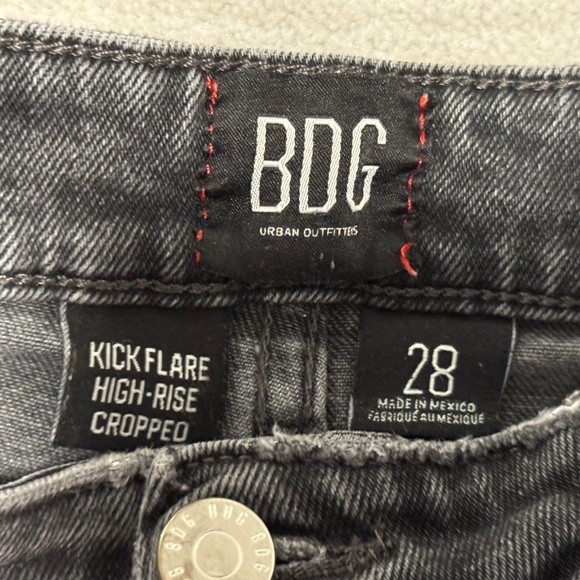 BDG
URBAN OUTFITTERS
KICK FLARE
HIGH-RISE
CROPPED
28
MADE IN MEXICO
FABRIQUÉ AU MEXIQUE
BDG BDG BDG